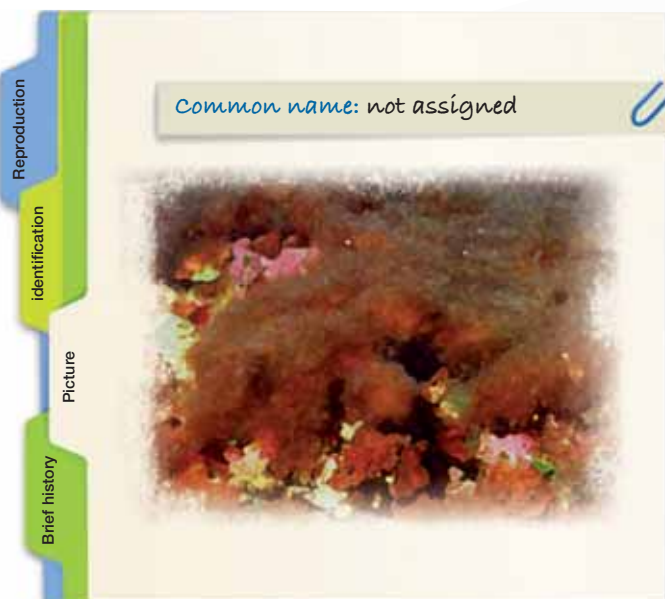 Common name: not assigned
Reproduction
identification
Picture
Brief history